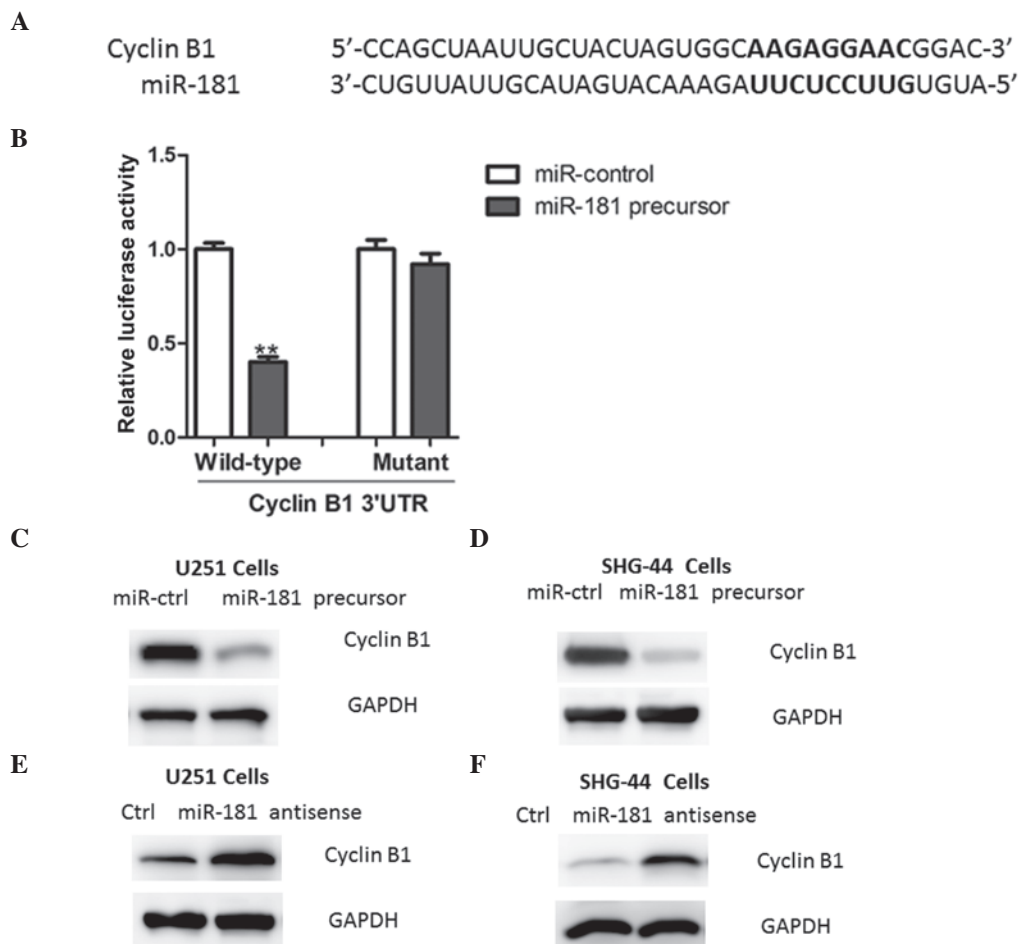 A
Cyclin B1 5’-CCAGCUAAUUGCUACUAGUGGCAAGAGGAACGGAC-3’
miR-181 3’-CUGUUAUUGCAUAGUACAAAGAUUCUCCUUGUGUA-5’
B
Relative luciferase activity
1.5
1.0
0.5
0.0
**
miR-control
miR-181 precursor
Wild-type Mutant
Cyclin B1 3'UTR
C
U251 Cells
miR-ctrl miR-181 precursor
Cyclin B1
GAPDH
D
SHG-44 Cells
miR-ctrl miR-181 precursor
Cyclin B1
GAPDH
E
U251 Cells
Ctrl miR-181 antisense
Cyclin B1
GAPDH
F
SHG-44 Cells
Ctrl miR-181 antisense
Cyclin B1
GAPDH